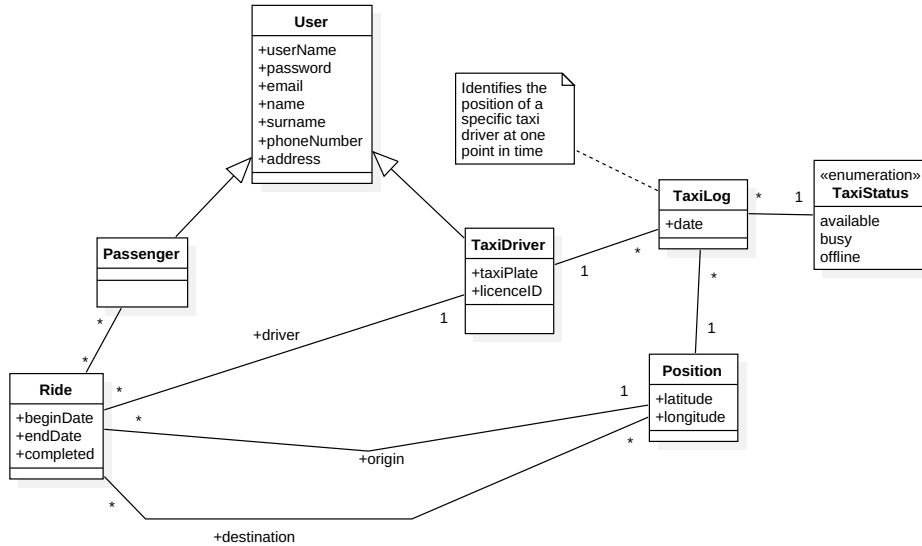 User
+userName
+password
+email
+name
+surname
+phoneNumber
+address
Identifies the
position of a
specific taxi
driver at one
point in time
«enumeration»
TaxiStatus
available
busy
offline
TaxiLog
+date
*
1
Passenger
TaxiDriver
+taxiPlate
+licenceID
1
*
*
1
*
*
+driver
1
*
Ride
+beginDate
+endDate
+completed
Position
+latitude
+longitude
*
1
+origin
*
*
+destination